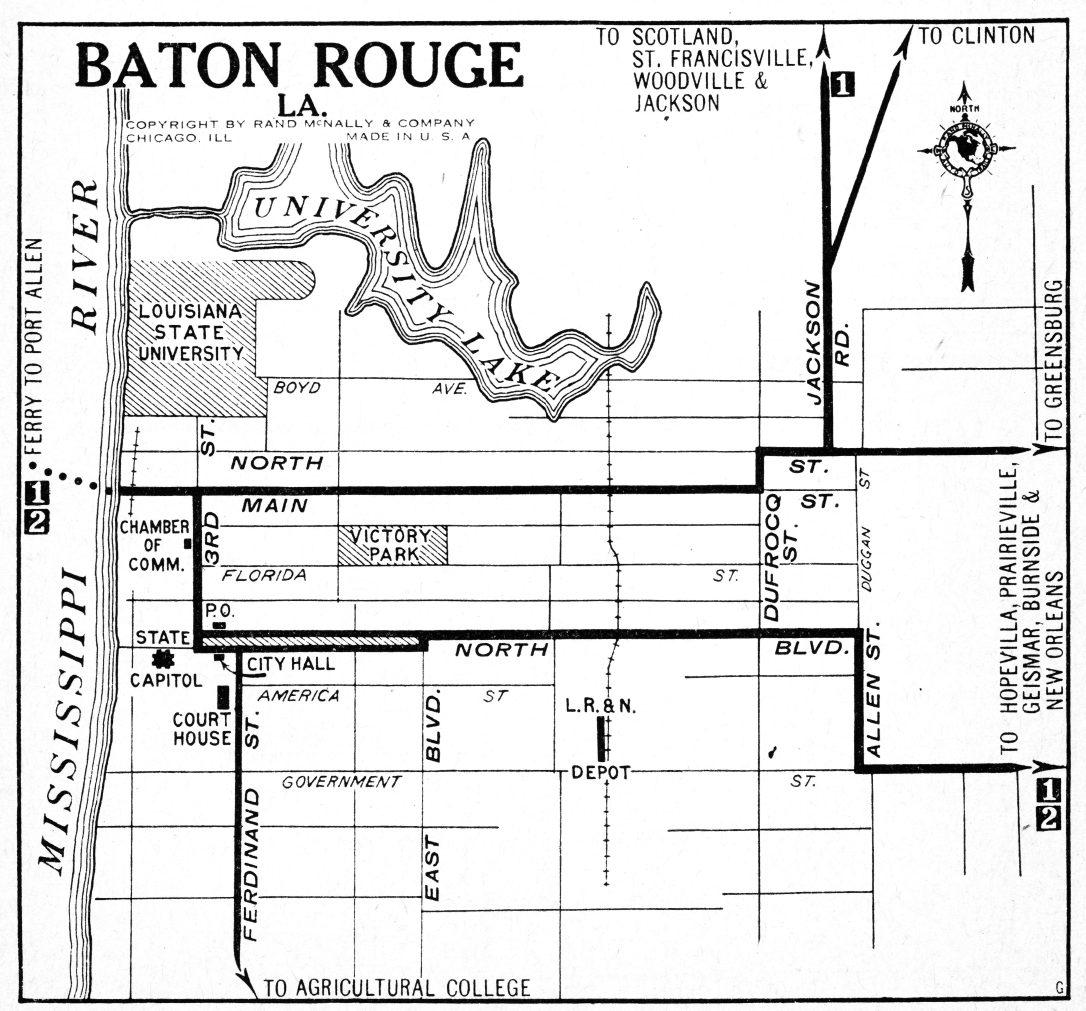 BATON ROUGE
LA.
COPYRIGHT BY RAND McNALLY & COMPANY
CHICAGO, ILL MADE IN U. S. A
TO SCOTLAND,
ST. FRANCISVILLE,
WOODVILLE &
JACKSON
1
TO CLINTON
NORTH
RIVER
FERRY TO PORT ALLEN
UNIVERSITY LAKE
LOUISIANA
STATE
UNIVERSITY
JACKSON
RD.
TO GREENSBURG
BOYD AVE.
ST.
NORTH
ST.
MAIN
ST.
1
2
CHAMBER
OF
COMM.
3RD
VICTORY
PARK
DUFROCQ
ST.
DUGGAN
ST
FLORIDA ST.
P.O.
STATE
CAPITOL
CITY HALL
NORTH BLVD.
ALLEN ST.
TO HOPEVILLA, PRAIRIEVILLE,
GEISMAR, BURNSIDE &
NEW ORLEANS
AMERICA ST
COURT
HOUSE
L.R.&N.
DEPOT
GOVERNMENT ST.
1
2
MISSISSIPPI
FERDINAND ST.
EAST BLVD.
TO AGRICULTURAL COLLEGE
G